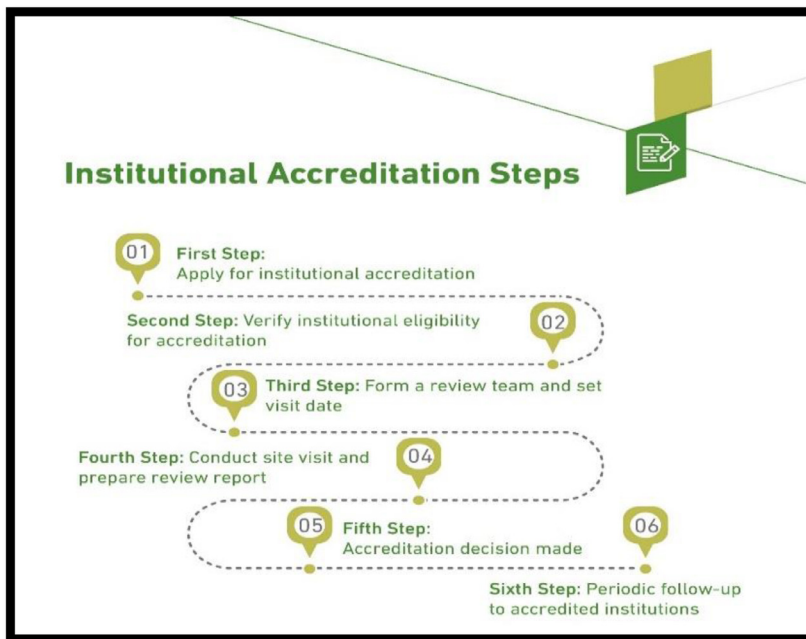 Institutional Accreditation Steps
01
First Step:
Apply for institutional accreditation
Second Step: Verify institutional eligibility
for accreditation
02
03
Third Step: Form a review team and set
visit date
Fourth Step: Conduct site visit and
prepare review report
04
05
Fifth Step:
Accreditation decision made
06
Sixth Step: Periodic follow-up
to accredited institutions